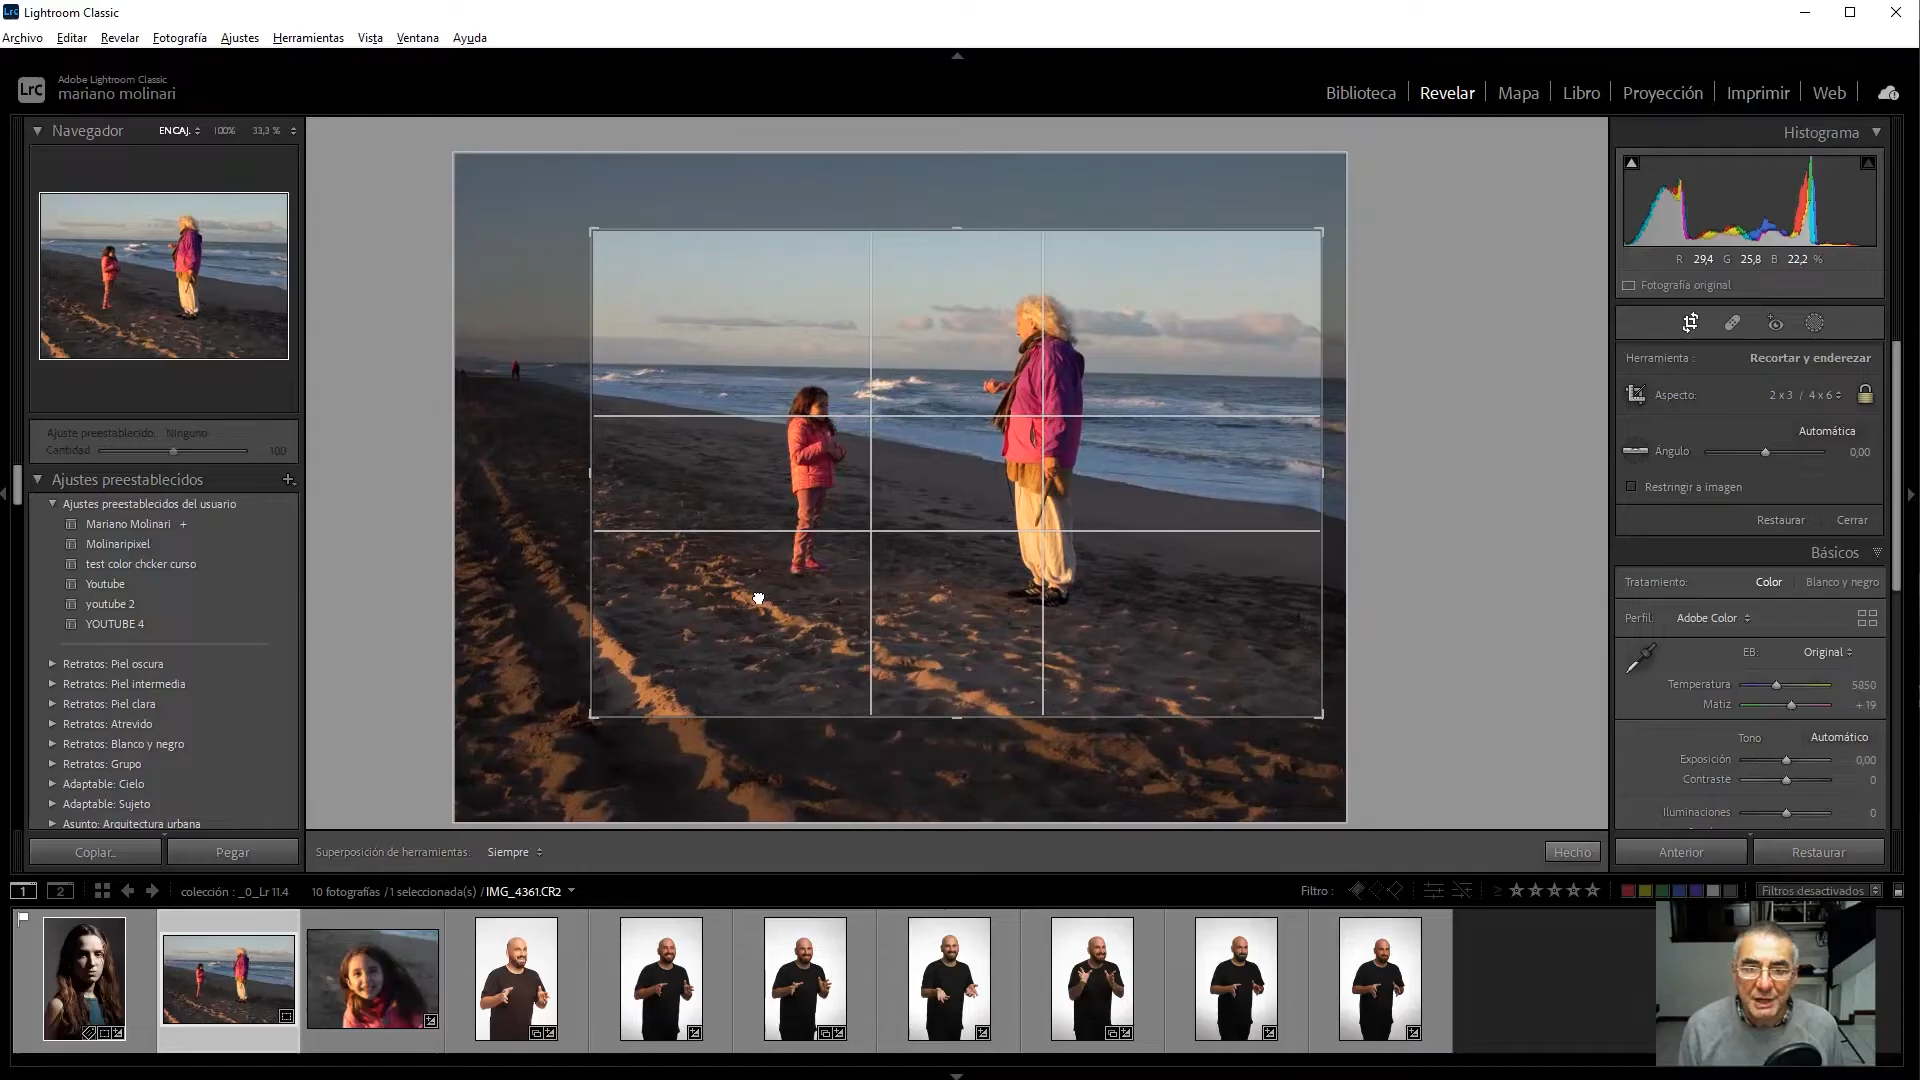 Lrc Lightroom Classic
Archivo Editar Revelar Fotografía Ajustes Herramientas Vista Ventana Ayuda
LrC
Adobe Lightroom Classic
mariano molinari
Biblioteca Revelar Mapa Libro Proyección Imprimir Web
Navegador ENCAJ. 100% 33,3 %
Histograma
R 29,4 G 25,8 B 22,2 %
Fotografía original
Herramienta : Recortar y enderezar
Aspecto: 2 x 3 / 4 x 6
Automática
Ángulo 0,00
Restringir a imagen
Restaurar Cerrar
Básicos
Tratamiento: Color Blanco y negro
Perfil: Adobe Color
EB: Original
Temperatura 5850
Matiz + 19
Tono Automático
Exposición 0,00
Contraste 0
Iluminaciones 0
Ajuste preestablecido: Ninguno
Cantidad 100
Ajustes preestablecidos +
Ajustes preestablecidos del usuario
Mariano Molinari +
Molinaripixel
test color chcker curso
Youtube
youtube 2
YOUTUBE 4
Retratos: Piel oscura
Retratos: Piel intermedia
Retratos: Piel clara
Retratos: Atrevido
Retratos: Blanco y negro
Retratos: Grupo
Adaptable: Cielo
Adaptable: Sujeto
Asunto: Arquitectura urbana
Copiar... Pegar
Superposición de herramientas: Siempre
Hecho
Anterior Restaurar
1 2 colección : _0_Lr 11.4 10 fotografías / 1 seleccionada(s) / IMG_4361.CR2
Filtro : ≥ Filtros desactivados